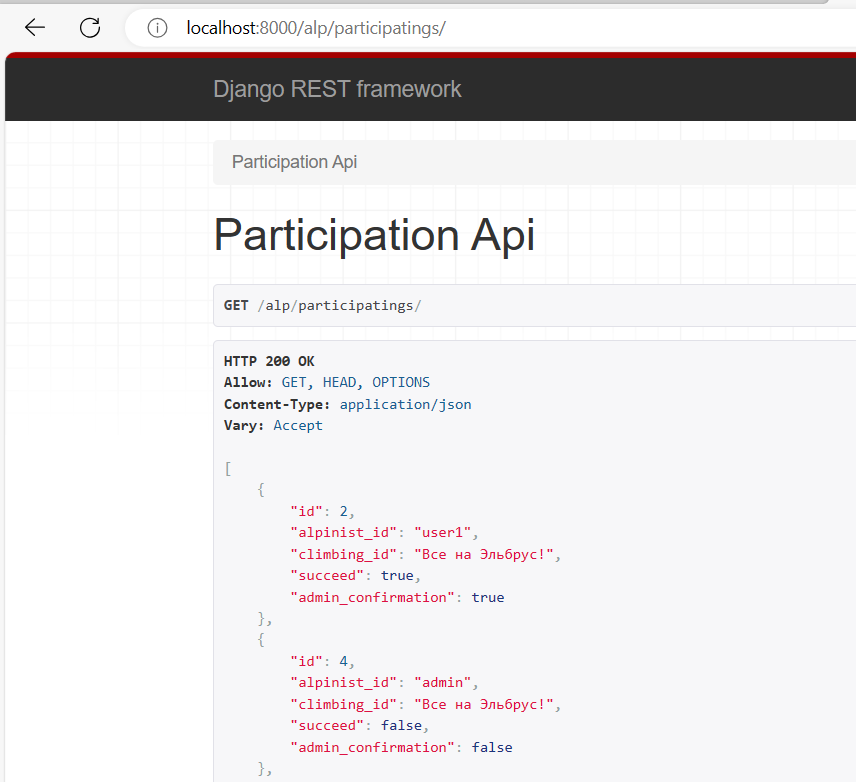 localhost:8000/alp/participatings/
Django REST framework
Participation Api
Participation Api
GET /alp/participatings/
HTTP 200 OK
Allow: GET, HEAD, OPTIONS
Content-Type: application/json
Vary: Accept
[
    {
        "id": 2,
        "alpinist_id": "user1",
        "climbing_id": "Все на Эльбрус!",
        "succeed": true,
        "admin_confirmation": true
    },
    {
        "id": 4,
        "alpinist_id": "admin",
        "climbing_id": "Все на Эльбрус!",
        "succeed": false,
        "admin_confirmation": false
    },